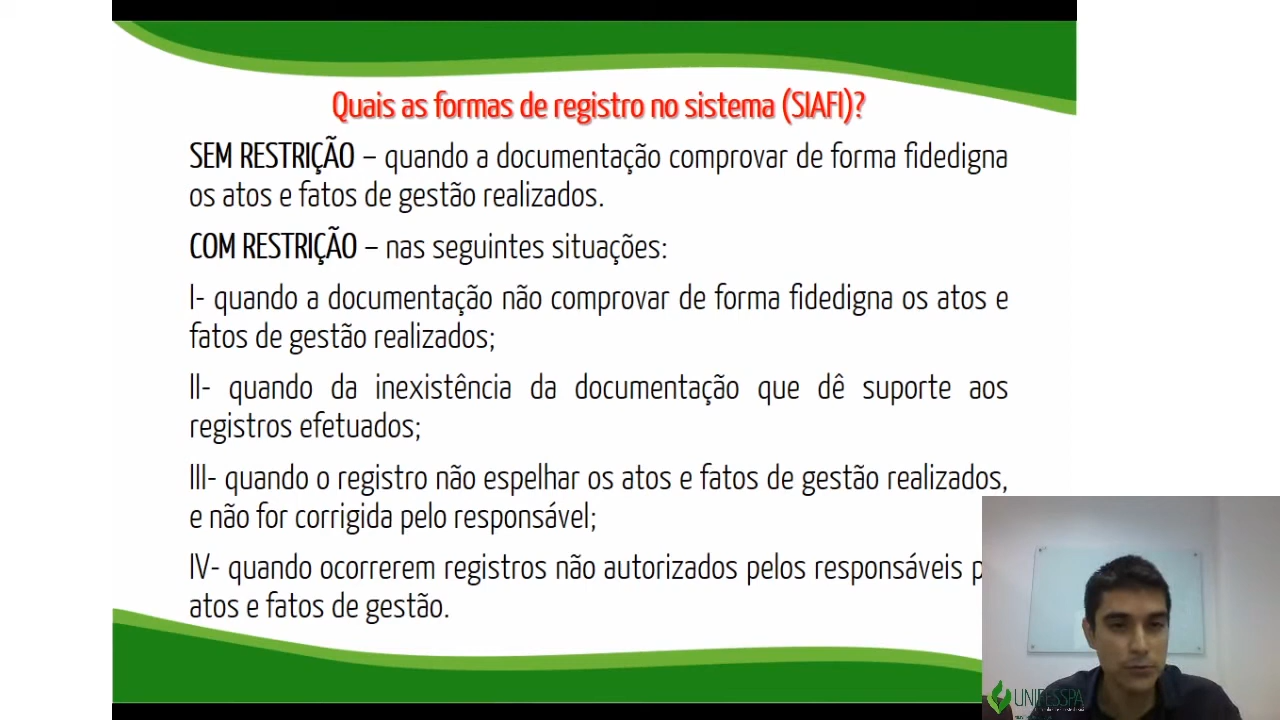 Quais as formas de registro no sistema (SIAFI)?
SEM RESTRIÇÃO – quando a documentação comprovar de forma fidedigna
os atos e fatos de gestão realizados.
COM RESTRIÇÃO – nas seguintes situações:
I- quando a documentação não comprovar de forma fidedigna os atos e
fatos de gestão realizados;
II- quando da inexistência da documentação que dê suporte aos
registros efetuados;
III- quando o registro não espelhar os atos e fatos de gestão realizados,
e não for corrigida pelo responsável;
IV- quando ocorrerem registros não autorizados pelos responsáveis
atos e fatos de gestão.
UNIFESSPA